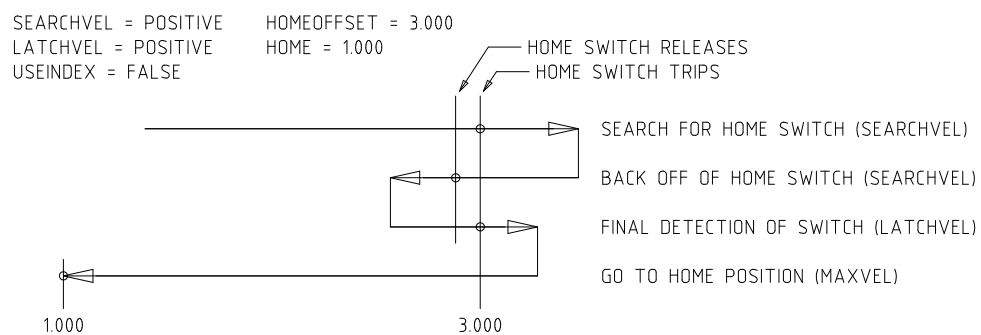 SEARCHVEL = POSITIVE HOMEOFFSET = 3.000
LATCHVEL = POSITIVE HOME = 1.000
USEINDEX = FALSE
HOME SWITCH RELEASES
HOME SWITCH TRIPS
SEARCH FOR HOME SWITCH (SEARCHVEL)
BACK OFF OF HOME SWITCH (SEARCHVEL)
FINAL DETECTION OF SWITCH (LATCHVEL)
GO TO HOME POSITION (MAXVEL)
1.000 3.000